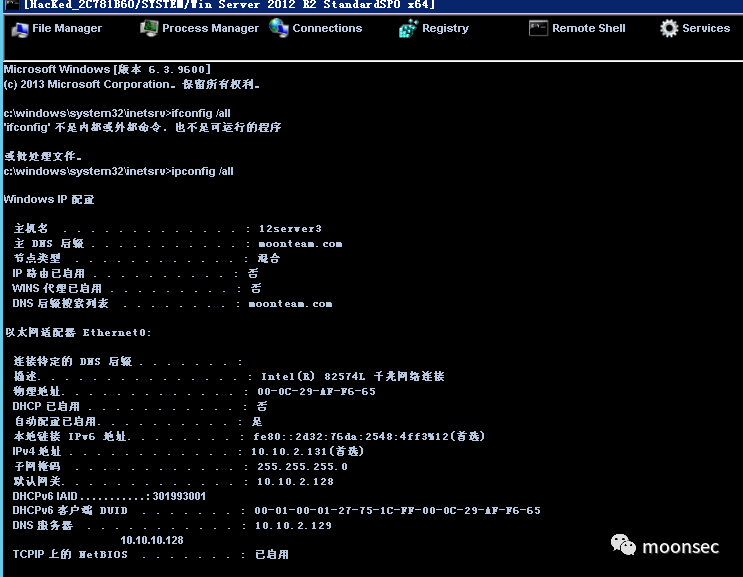 [HacKed_2C781B60/SYSTEM/Win Server 2012 R2 StandardSP0 x64]
File Manager Process Manager Connections Registry Remote Shell Services
Microsoft Windows [版本 6.3.9600]
(c) 2013 Microsoft Corporation。保留所有权利。
c:\windows\system32\inetsrv>ifconfig /all
'ifconfig' 不是内部或外部命令，也不是可运行的程序
或批处理文件。
c:\windows\system32\inetsrv>ipconfig /all
Windows IP 配置
主机名 . . . . . . . . . . . . . : 12server3
主 DNS 后缀 . . . . . . . . . . . : moonteam.com
节点类型 . . . . . . . . . . . . : 混合
IP 路由已启用 . . . . . . . . . . : 否
WINS 代理已启用 . . . . . . . . . : 否
DNS 后缀搜索列表 . . . . . . . . : moonteam.com
以太网适配器 Ethernet0:
连接特定的 DNS 后缀 . . . . . . . :
描述. . . . . . . . . . . . . . . : Intel(R) 82574L 千兆网络连接
物理地址. . . . . . . . . . . . . : 00-0C-29-AF-F6-65
DHCP 已启用 . . . . . . . . . . . : 否
自动配置已启用. . . . . . . . . . : 是
本地链接 IPv6 地址. . . . . . . . : fe80::2d32:76da:2548:4ff3%12(首选)
IPv4 地址 . . . . . . . . . . . . : 10.10.2.131(首选)
子网掩码 . . . . . . . . . . . . : 255.255.255.0
默认网关. . . . . . . . . . . . . : 10.10.2.128
DHCPv6 IAID . . . . . . . . . . . : 301993001
DHCPv6 客户端 DUID . . . . . . . : 00-01-00-01-27-75-1C-FF-00-0C-29-AF-F6-65
DNS 服务器 . . . . . . . . . . . : 10.10.2.129
10.10.10.128
TCPIP 上的 NetBIOS . . . . . . . : 已启用
moonsec